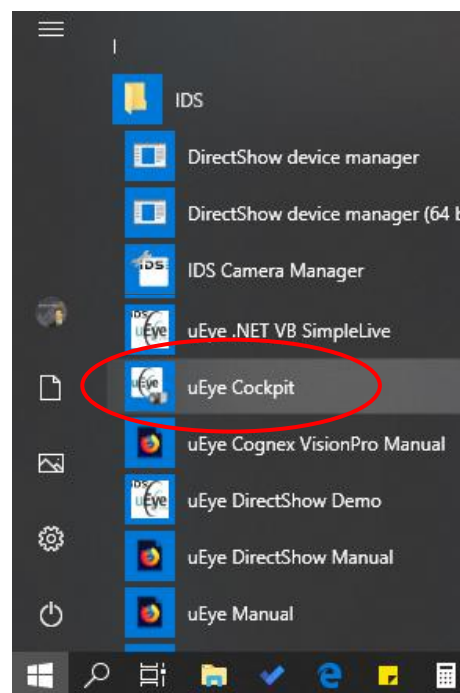 I
IDS
DirectShow device manager
DirectShow device manager (64 b
IDS Camera Manager
uEye .NET VB SimpleLive
uEye Cockpit
uEye Cognex VisionPro Manual
uEye DirectShow Demo
uEye DirectShow Manual
uEye Manual